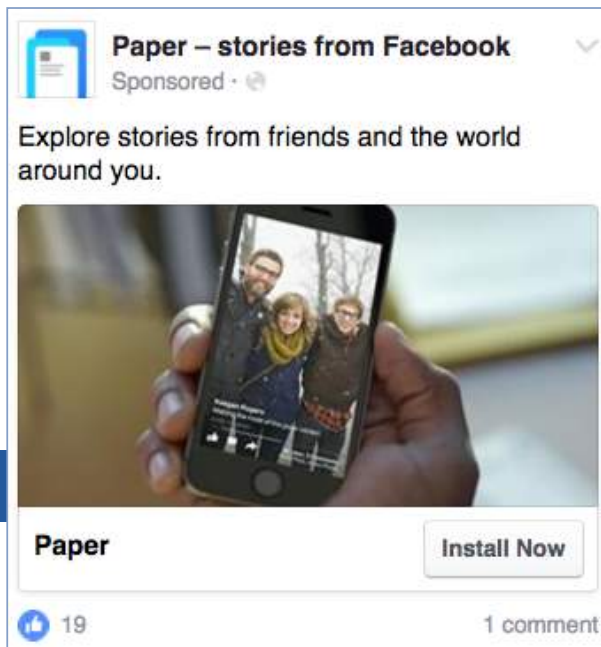 Paper – stories from Facebook
Sponsored ·
Explore stories from friends and the world
around you.
Paper
Install Now
19
1 comment